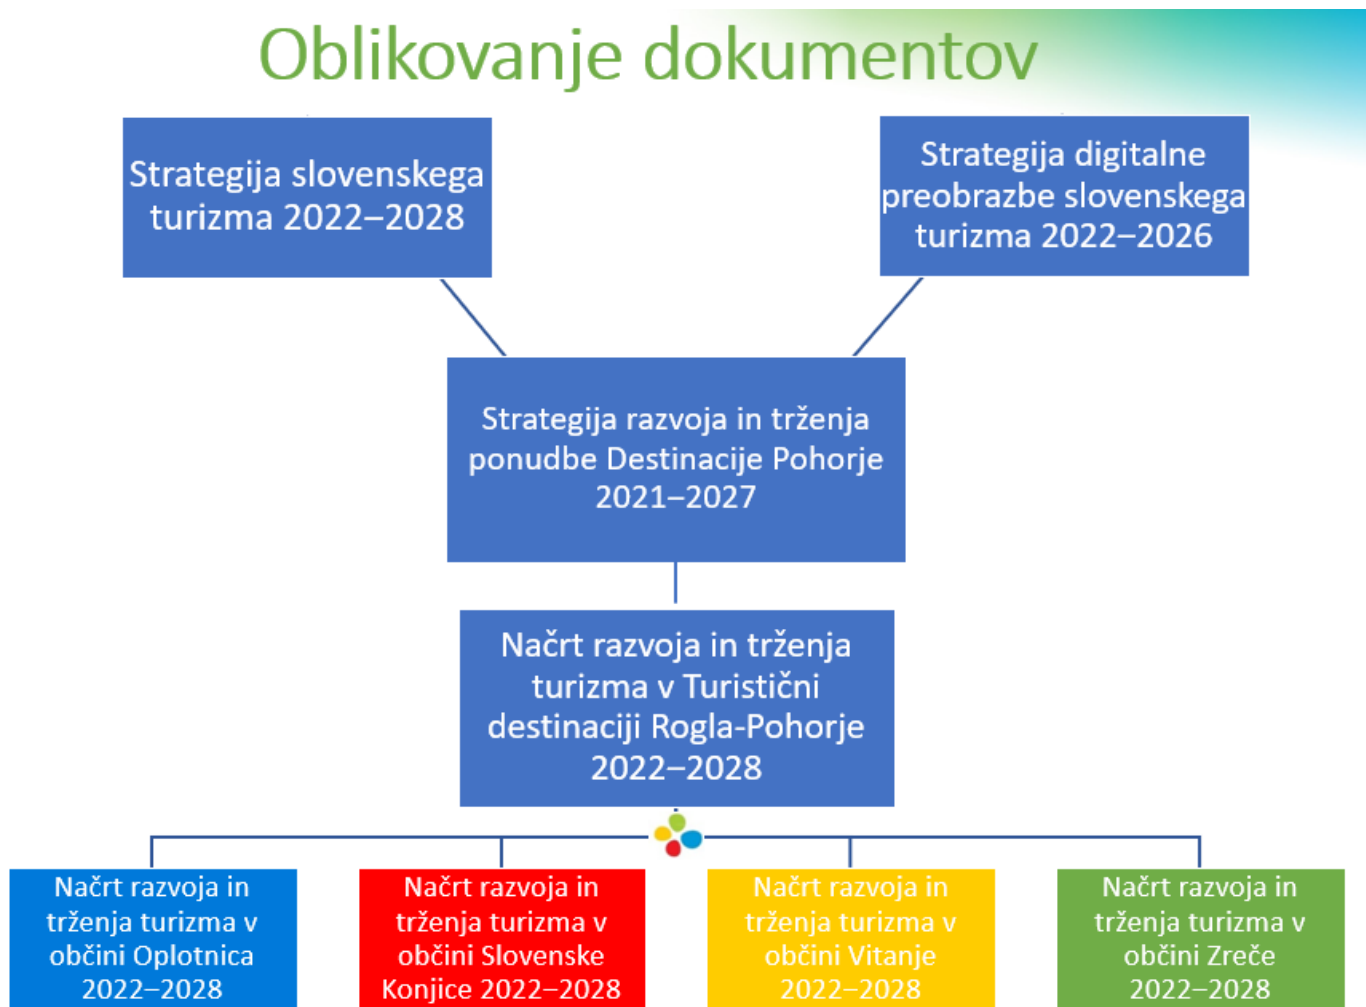 Oblikovanje dokumentov
Strategija slovenskega
turizma 2022–2028
Strategija digitalne
preobrazbe slovenskega
turizma 2022–2026
Strategija razvoja in trženja
ponudbe Destinacije Pohorje
2021–2027
Načrt razvoja in trženja
turizma v Turistični
destinaciji Rogla-Pohorje
2022–2028
Načrt razvoja in
trženja turizma v
občini Oplotnica
2022–2028
Načrt razvoja in
trženja turizma v
občini Slovenske
Konjice 2022–2028
Načrt razvoja in
trženja turizma v
občini Vitanje
2022–2028
Načrt razvoja in
trženja turizma v
občini Zreče
2022–2028